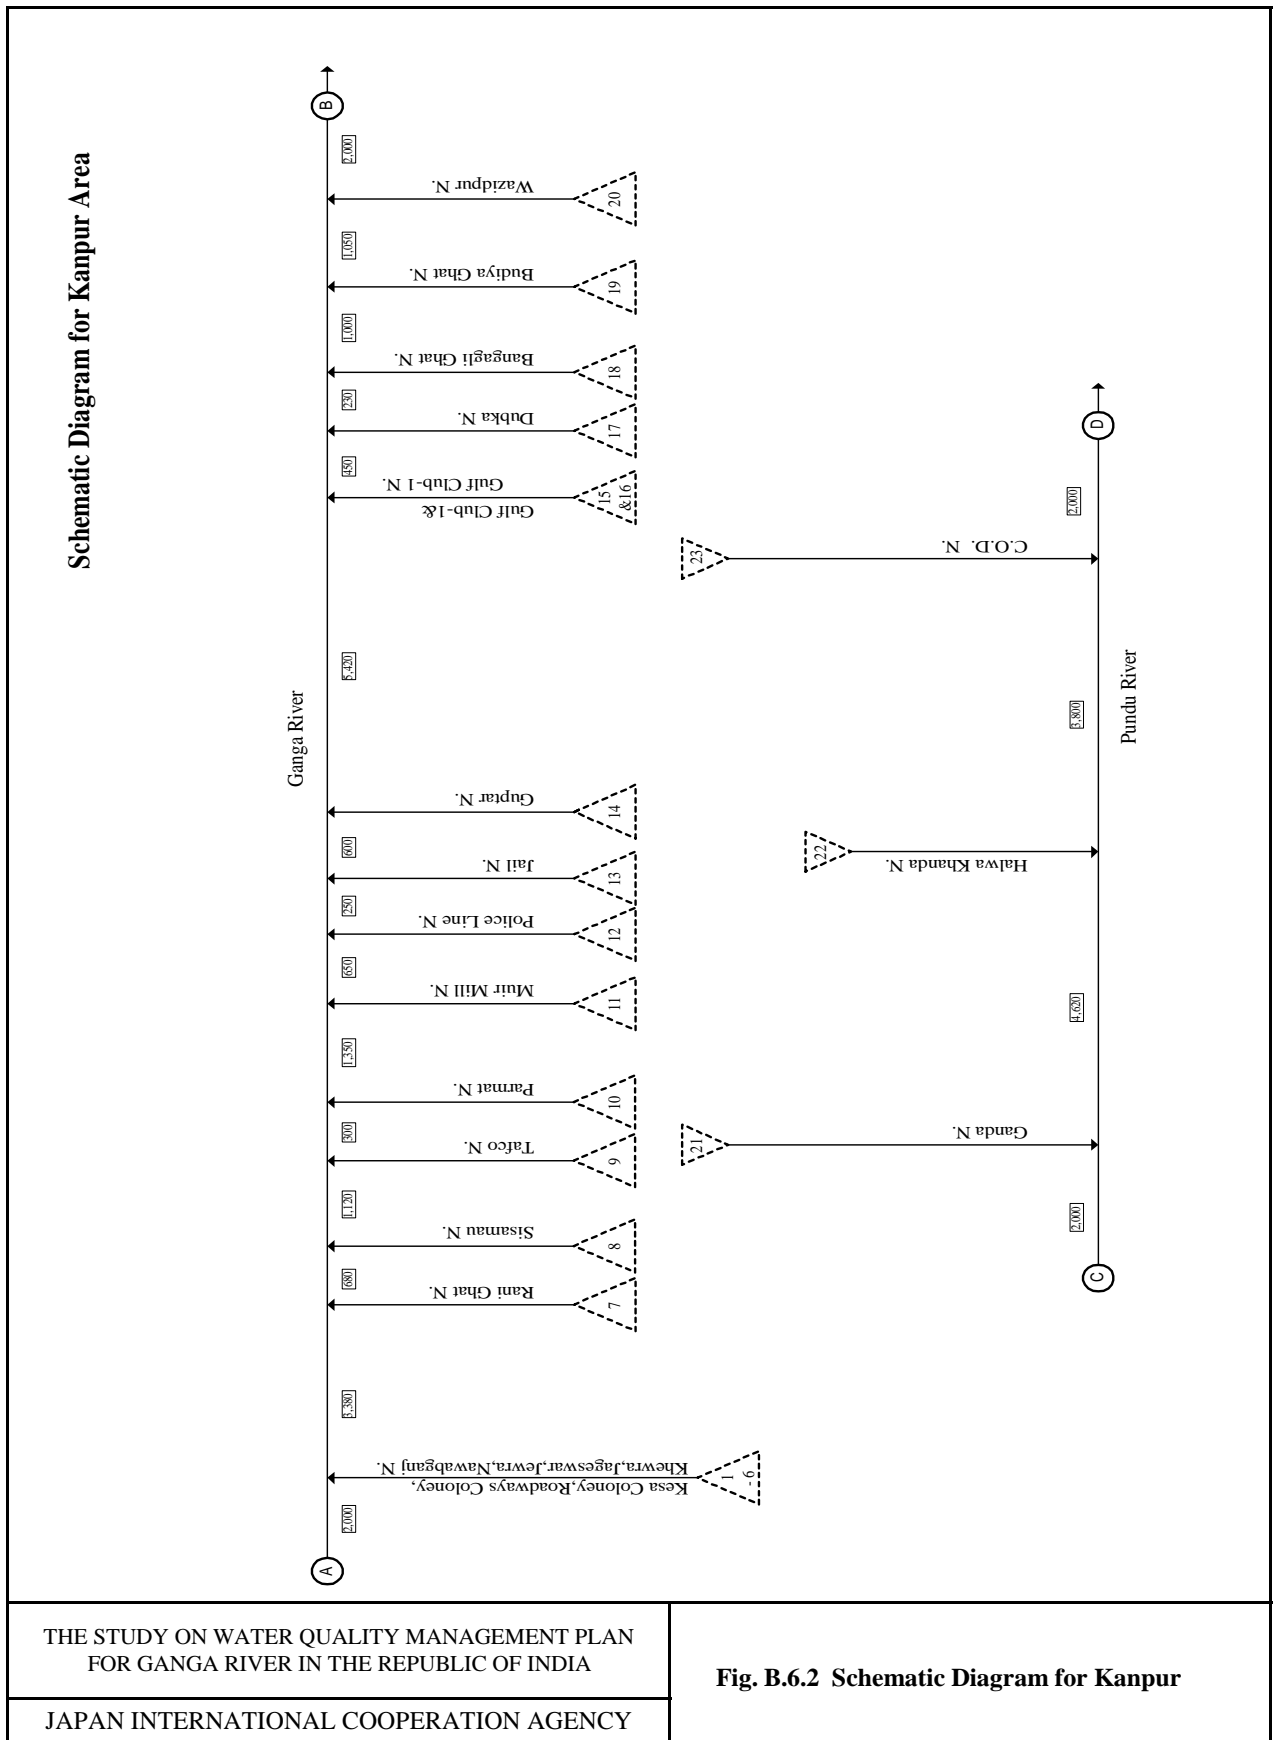 Schematic Diagram for Kanpur Area
Ganga River
A
2,000
Kesa Coloney,Roadways Coloney,
Khewra,Jageswar,Jewra,Nawabganj N.
1
- 6
3,380
Rani Ghat N.
7
680
Sisamau N.
8
1,120
Tafco N.
9
300
Parmat N.
10
1,350
Muir Mill N.
11
650
Police Line N.
12
250
Jail N.
13
600
Guptar N.
14
5,420
Gulf Club-1&
Gulf Club-1 N.
15
&16
450
Dubka N.
17
230
Bangagli Ghat N.
18
1,000
Budiya Ghat N.
19
1,050
Wazidpur N.
20
2,000
B
C
2,000
Ganda N.
21
4,620
Halwa Khanda N.
22
3,800
C.O.D. N.
23
2,000
D
Pundu River
THE STUDY ON WATER QUALITY MANAGEMENT PLAN
FOR GANGA RIVER IN THE REPUBLIC OF INDIA
JAPAN INTERNATIONAL COOPERATION AGENCY
Fig. B.6.2 Schematic Diagram for Kanpur